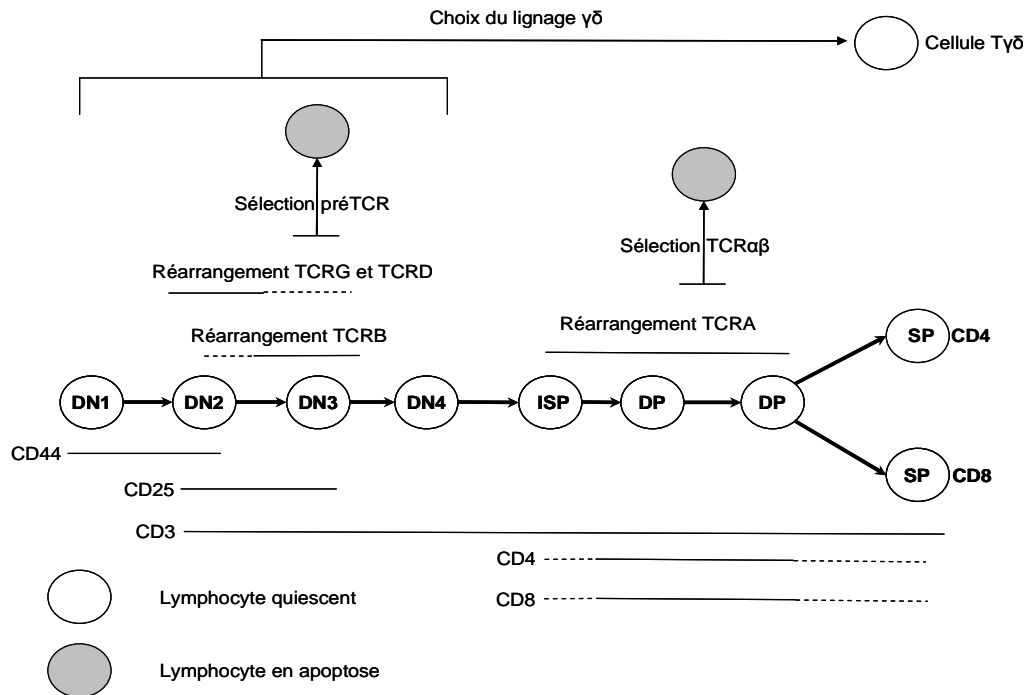 Choix du lignage γδ
Cellule Tγδ
Sélection préTCR
Sélection TCRαβ
Réarrangement TCRG et TCRD
Réarrangement TCRB
Réarrangement TCRA
SP CD4
DN1 DN2 DN3 DN4 ISP DP DP
CD44
SP CD8
CD25
CD3
CD4
CD8
Lymphocyte quiescent
Lymphocyte en apoptose